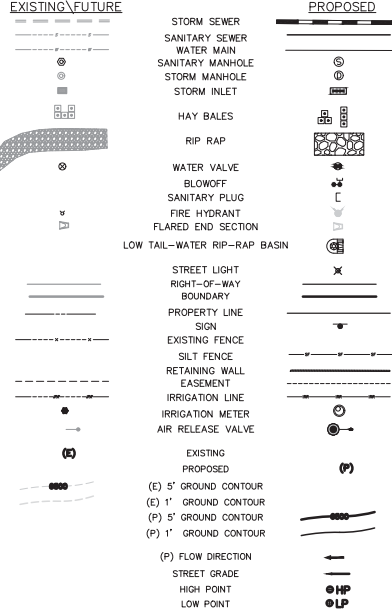 EXISTING\FUTURE PROPOSED
STORM SEWER
SANITARY SEWER
WATER MAIN
SANITARY MANHOLE S
STORM MANHOLE D
STORM INLET
HAY BALES
RIP RAP
WATER VALVE
BLOWOFF
SANITARY PLUG
FIRE HYDRANT
FLARED END SECTION
LOW TAIL-WATER RIP-RAP BASIN
STREET LIGHT
RIGHT-OF-WAY
BOUNDARY
PROPERTY LINE
SIGN
EXISTING FENCE
SILT FENCE
RETAINING WALL
EASEMENT
IRRIGATION LINE
IRRIGATION METER
AIR RELEASE VALVE
(E) EXISTING
PROPOSED (P)
(E) 5' GROUND CONTOUR
(E) 1' GROUND CONTOUR
(P) 5' GROUND CONTOUR
(P) 1' GROUND CONTOUR
(P) FLOW DIRECTION
STREET GRADE
HIGH POINT HP
LOW POINT LP